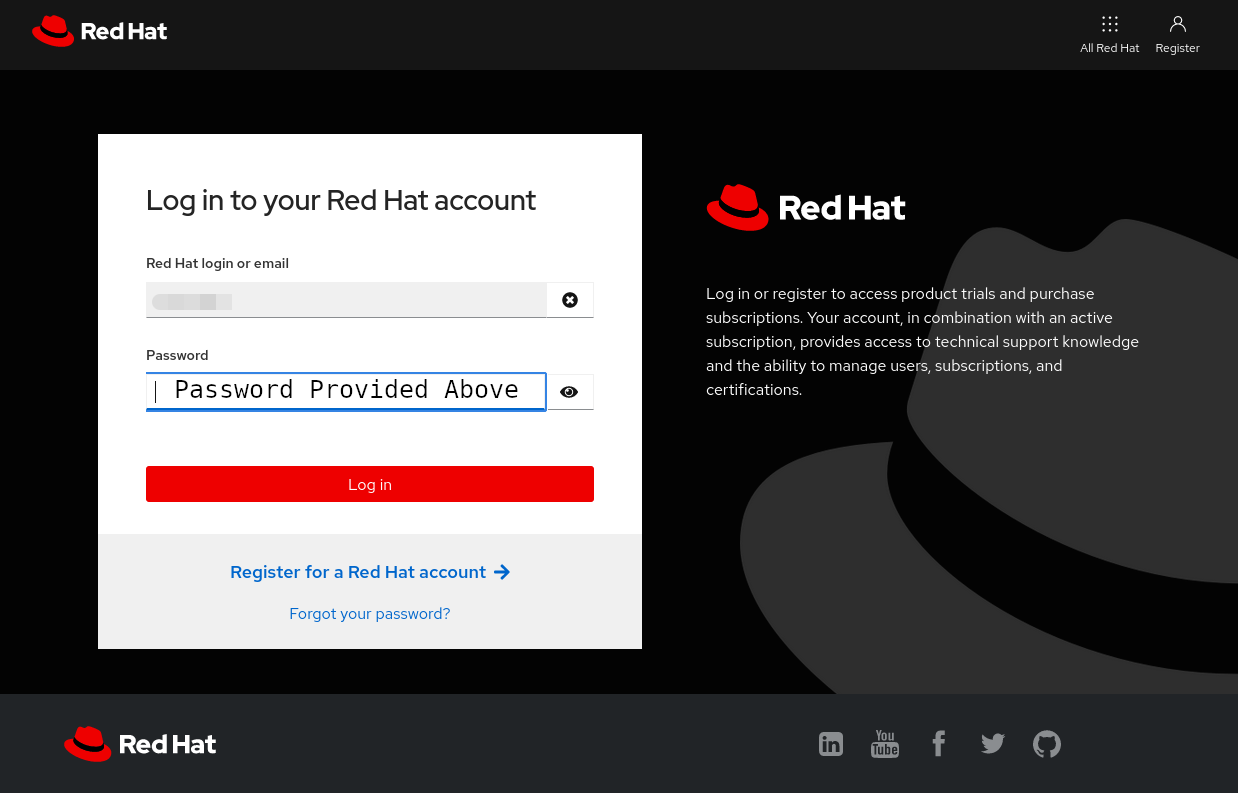 Red Hat
All Red Hat
Register
Log in to your Red Hat account
Red Hat login or email
Password
Password Provided Above
Log in
Register for a Red Hat account
Forgot your password?
Red Hat
Log in or register to access product trials and purchase
subscriptions. Your account, in combination with an active
subscription, provides access to technical support knowledge
and the ability to manage users, subscriptions, and
certifications.
Red Hat
in
You
Tube